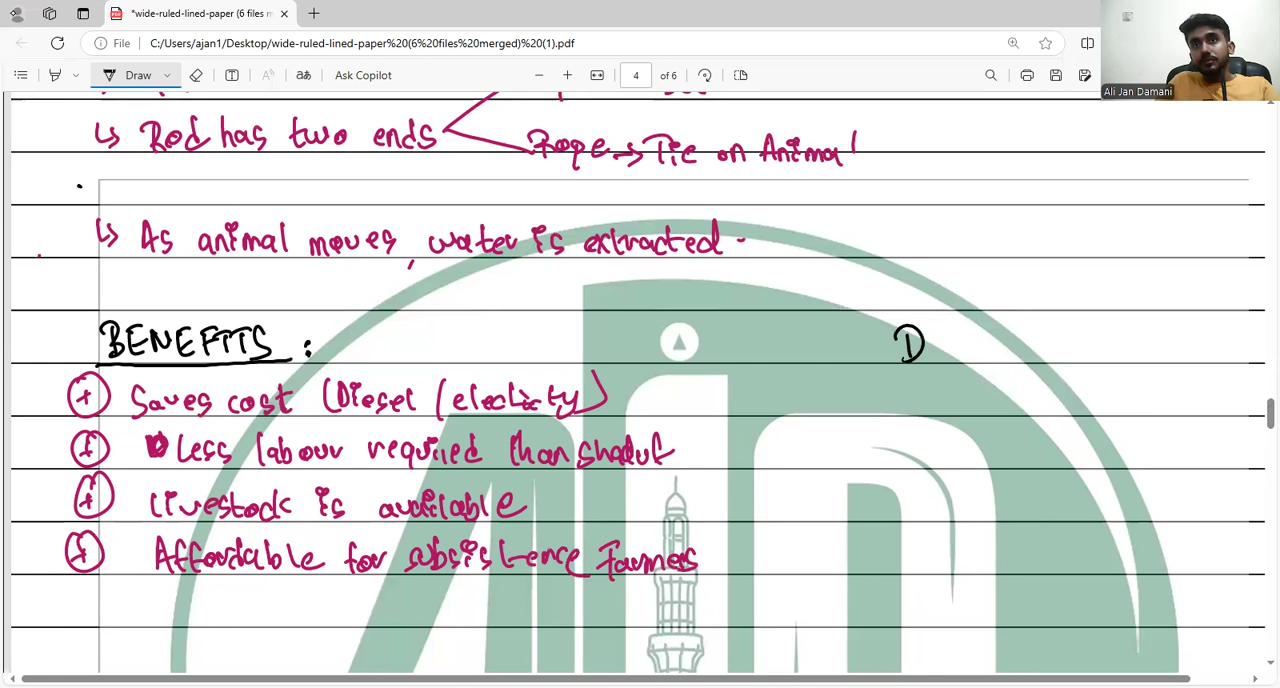 *wide-ruled-lined-paper (6 files m
File C:/Users/ajan1/Desktop/wide-ruled-lined-paper%20(6%20files%20merged)%20(1).pdf
Draw Ask Copilot 4 of 6
Ali Jan Damani
↳ Rod has two ends
Rope → Tie on Animal
↳ As animal moves, water is extracted.
BENEFITS :
D
+ Saves cost (Diesel / electricty)
+ Less labour required than Shaduf
+ Livestock is available
+ Affordable for subsistence Farmers